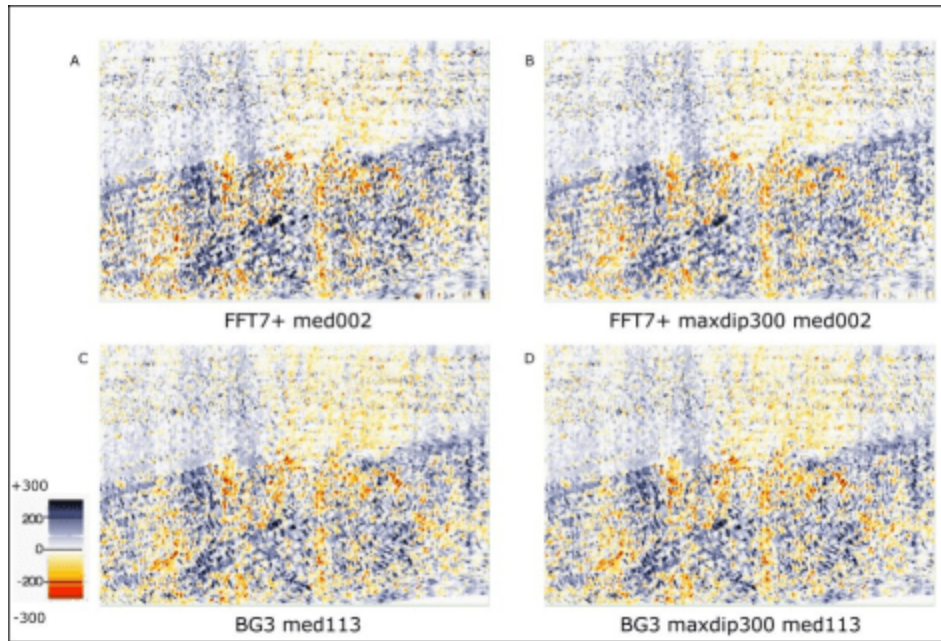 A
B
FFT7+ med002
FFT7+ maxdip300 med002
C
D
+300
200
0
-200
-300
BG3 med113
BG3 maxdip300 med113